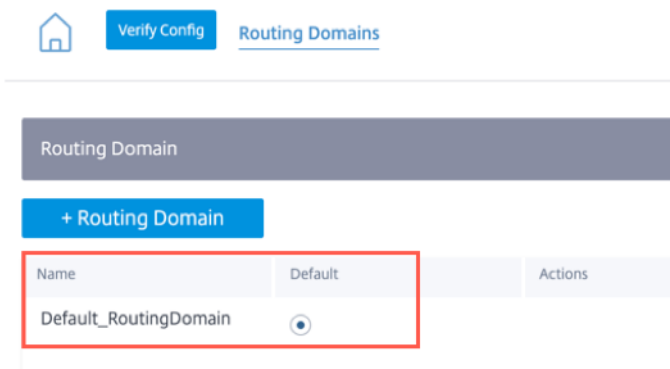 Verify Config Routing Domains
Routing Domain
+ Routing Domain
Name Default Actions
Default_RoutingDomain